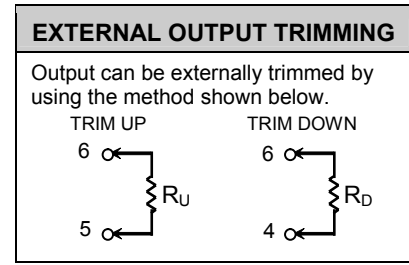 EXTERNAL OUTPUT TRIMMING
Output can be externally trimmed by
using the method shown below.
TRIM UP TRIM DOWN
6 6
RU RD
5 4